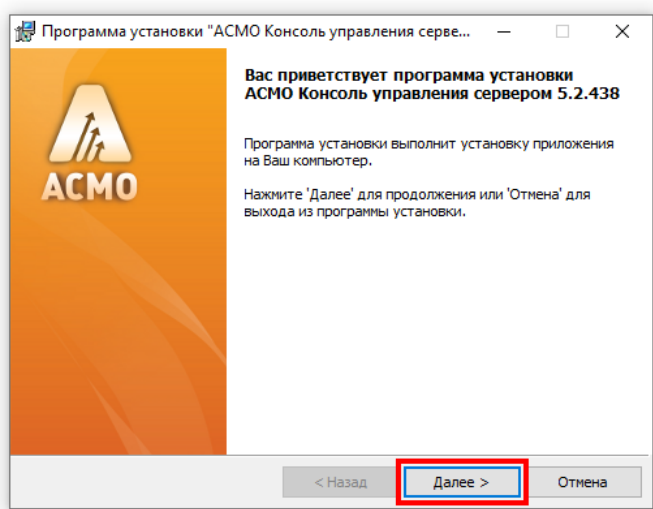 Программа установки "АСМО Консоль управления серве...
Вас приветствует программа установки
АСМО Консоль управления сервером 5.2.438
Программа установки выполнит установку приложения
на Ваш компьютер.
Нажмите 'Далее' для продолжения или 'Отмена' для
выхода из программы установки.
АСМО
< Назад
Далее >
Отмена